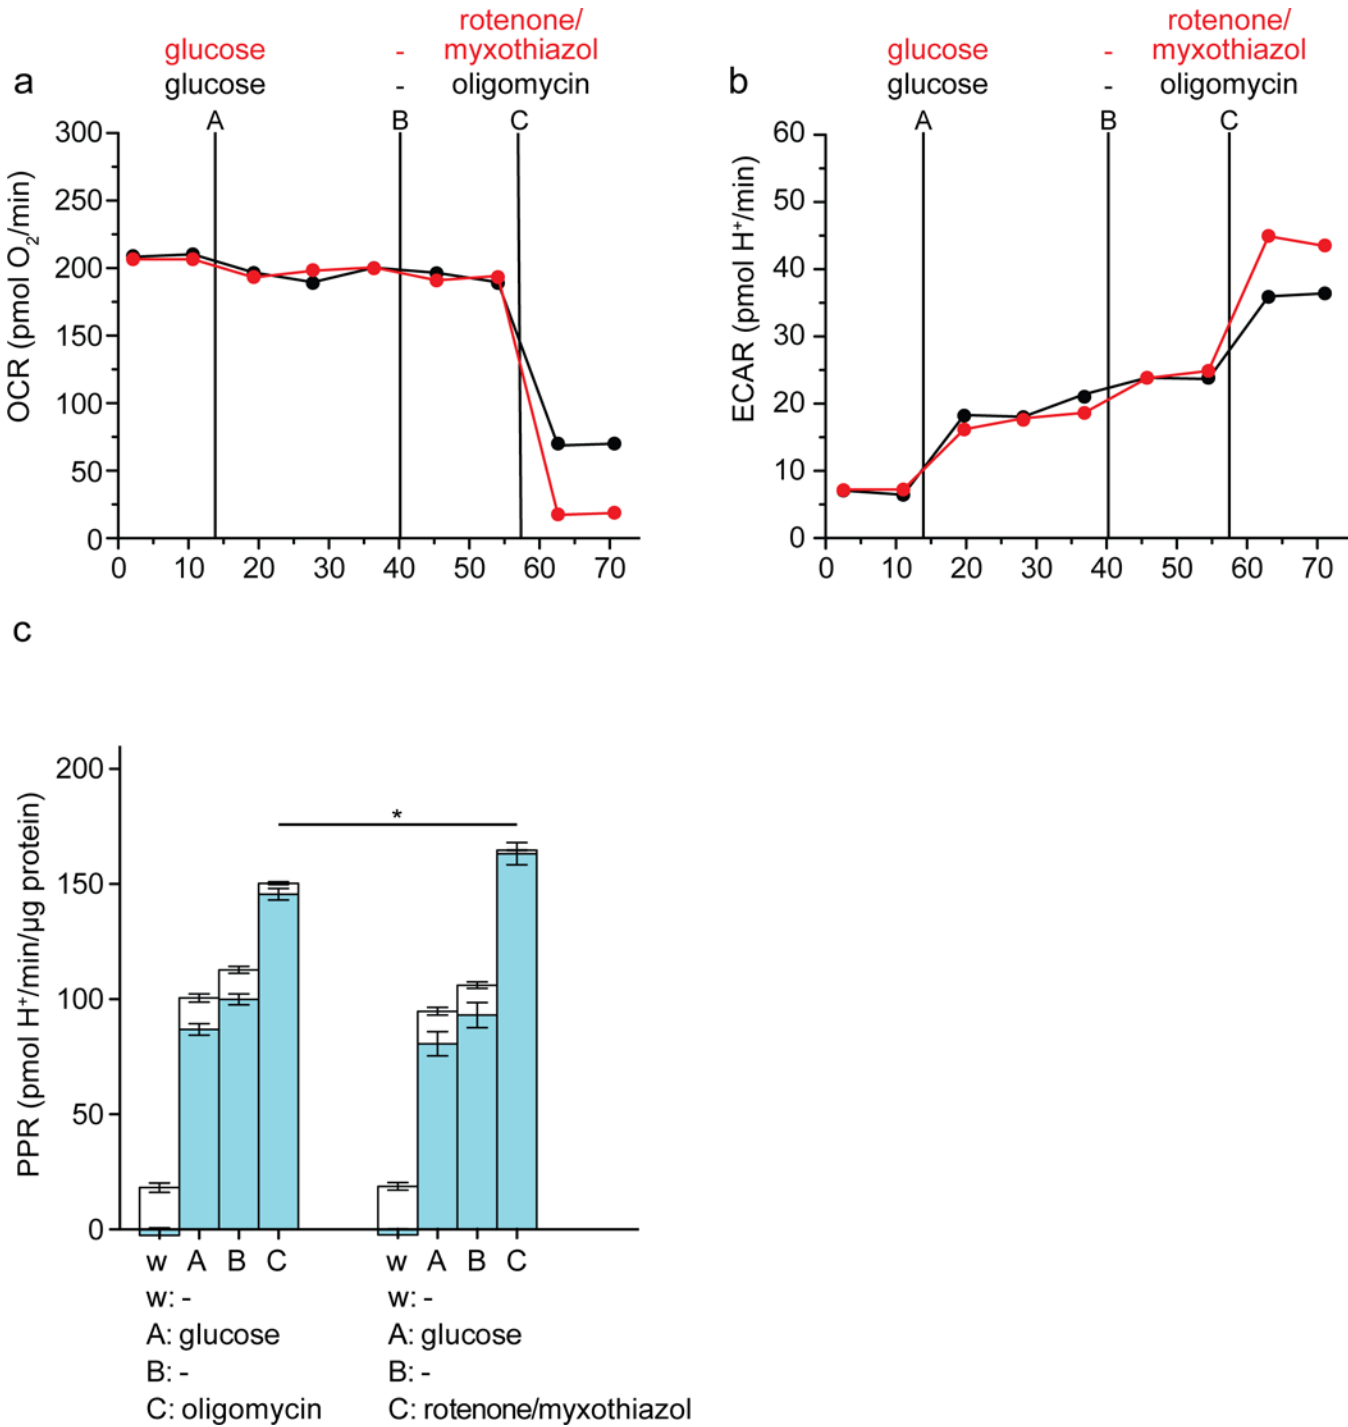 a
rotenone/
glucose - myxothiazol
glucose - oligomycin
A B C
OCR (pmol O₂/min)
300
250
200
150
100
50
0
0 10 20 30 40 50 60 70
b
rotenone/
glucose - myxothiazol
glucose - oligomycin
A B C
ECAR (pmol H⁺/min)
60
50
40
30
20
10
0
0 10 20 30 40 50 60 70
c
PPR (pmol H⁺/min/µg protein)
200
150
100
50
0
*
w A B C w A B C
w: -
A: glucose
B: -
C: oligomycin
w: -
A: glucose
B: -
C: rotenone/myxothiazol